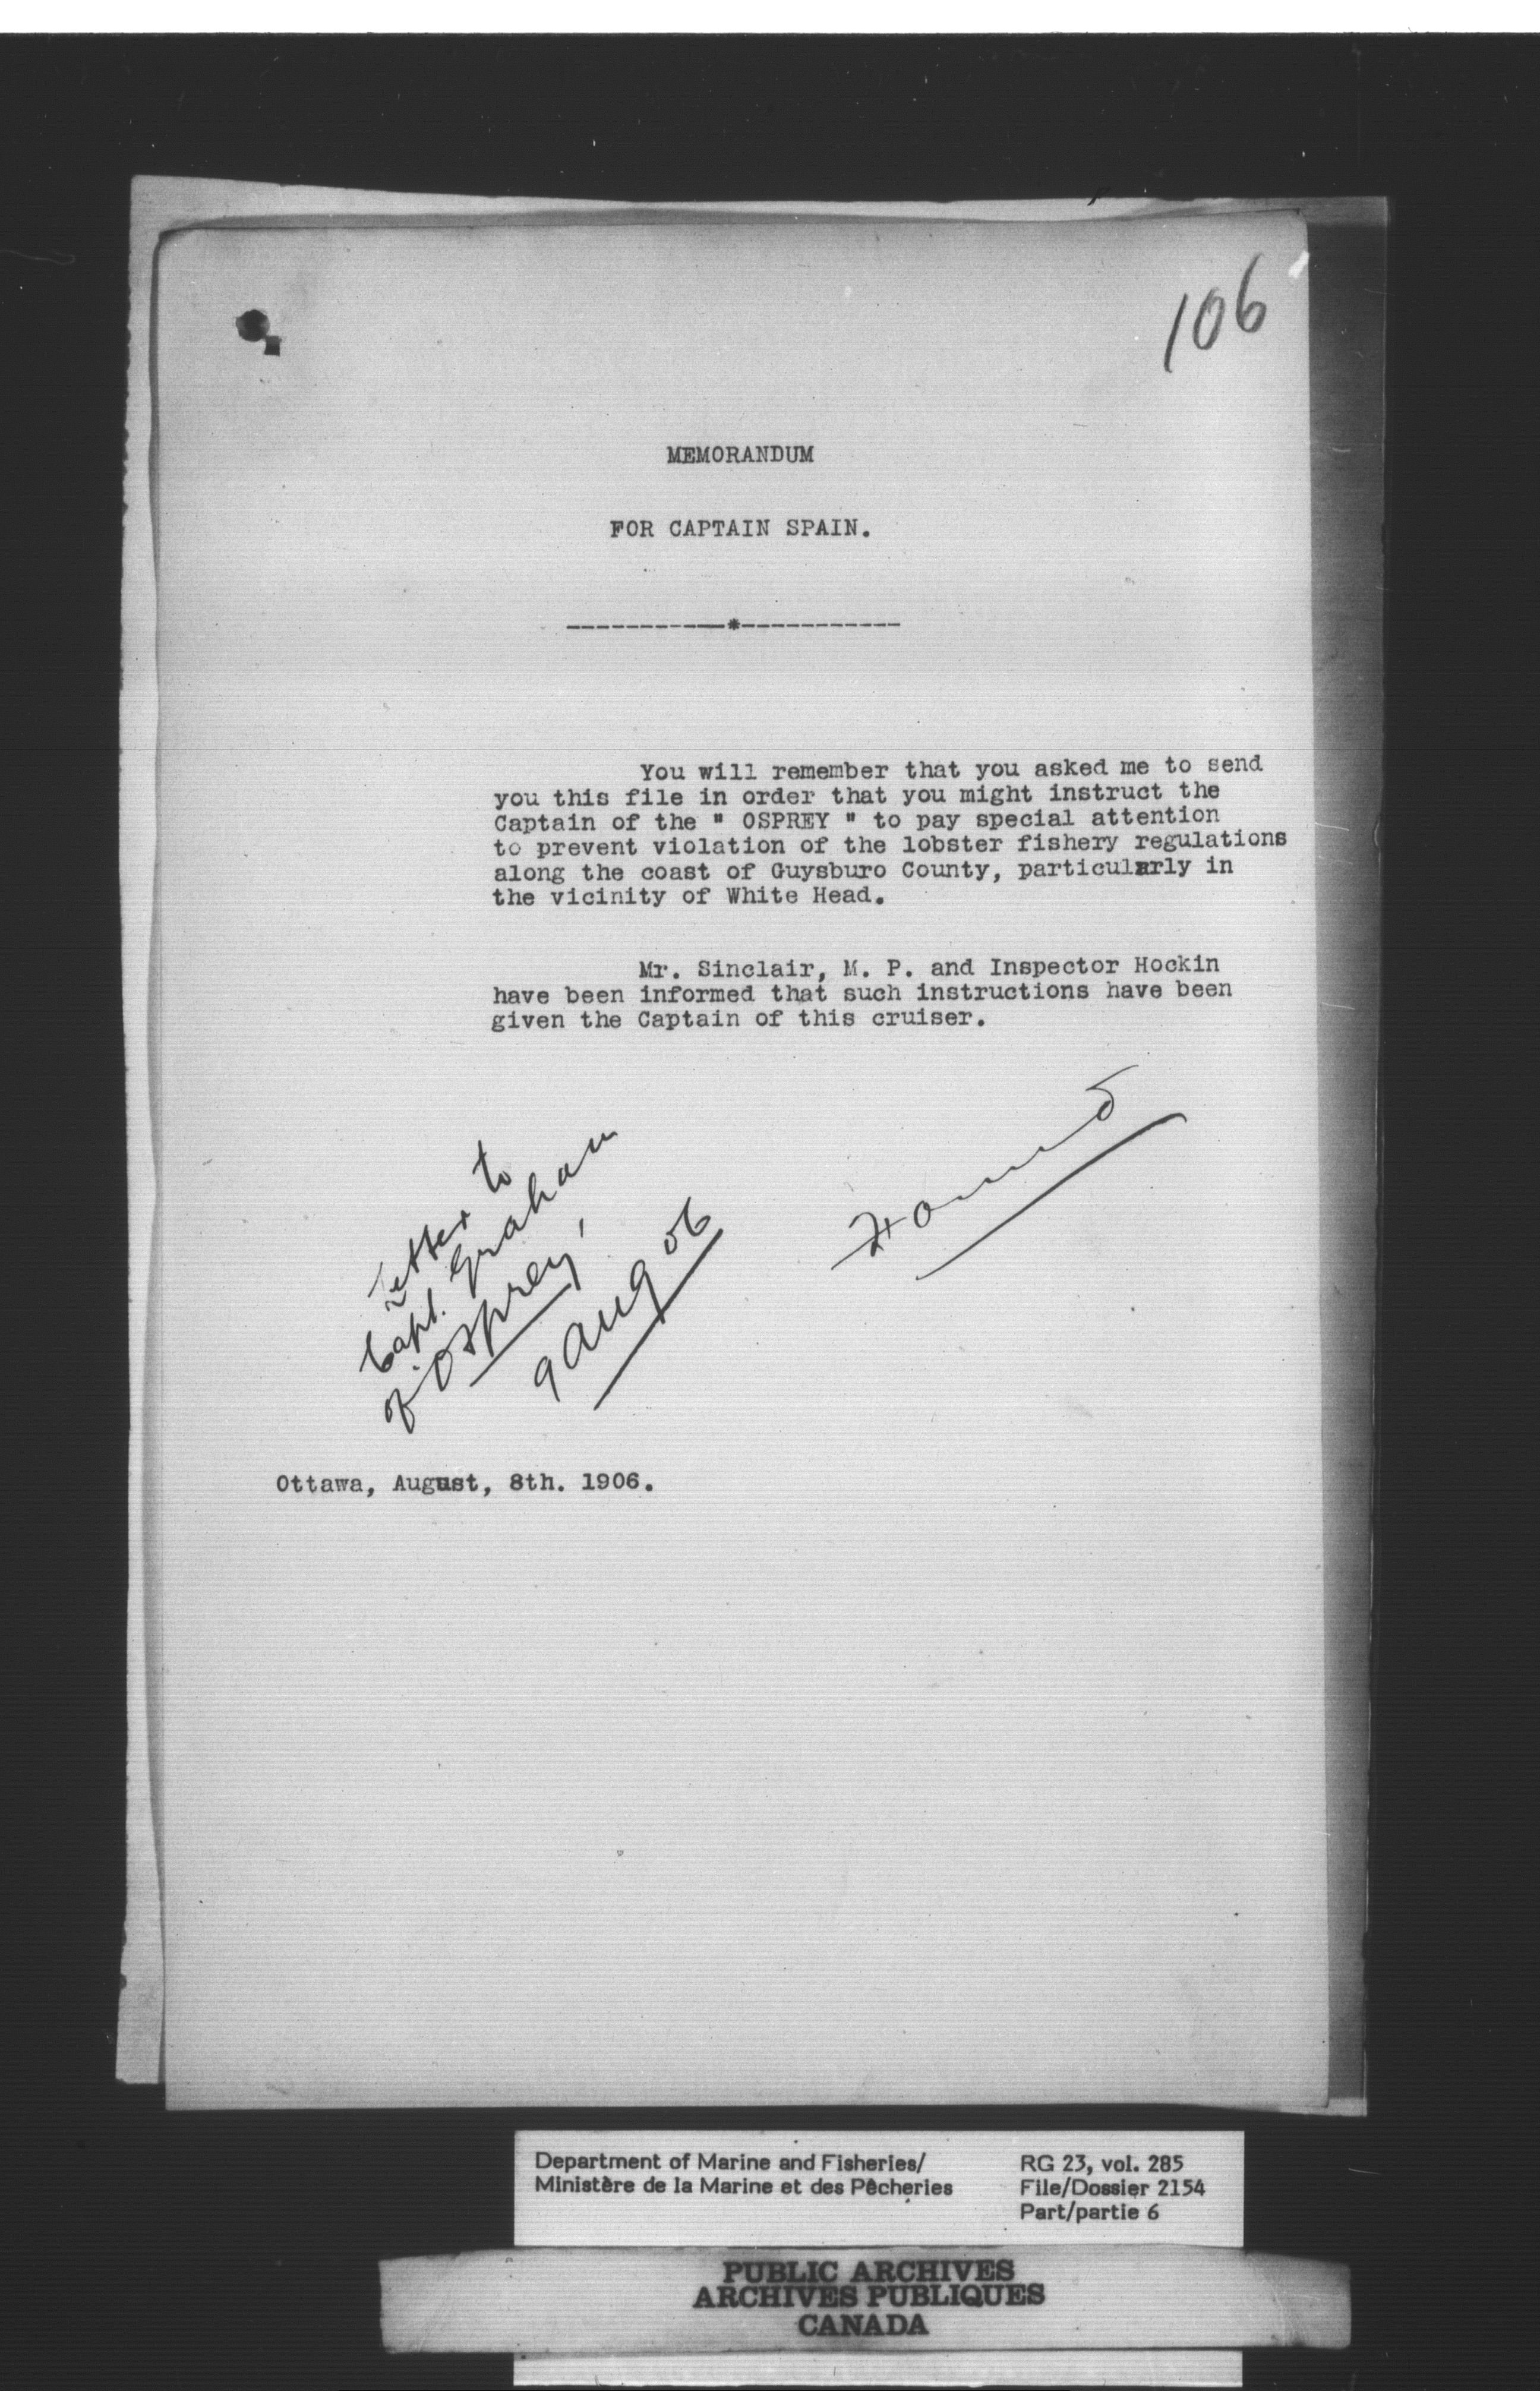 106
MEMORANDUM
FOR CAPTAIN SPAIN.
-----------*-----------
You will remember that you asked me to send
you this file in order that you might instruct the
Captain of the " OSPREY " to pay special attention
to prevent violation of the lobster fishery regulations
along the coast of Guysburo County, particularly in
the vicinity of White Head.
Mr. Sinclair, M. P. and Inspector Hockin
have been informed that such instructions have been
given the Captain of this cruiser.
Letter to
Capt. Graham
of Osprey,
9 Aug 06
Ottawa, August, 8th. 1906.
Department of Marine and Fisheries/
Ministère de la Marine et des Pêcheries
RG 23, vol. 285
File/Dossier 2154
Part/partie 6
PUBLIC ARCHIVES
ARCHIVES PUBLIQUES
CANADA